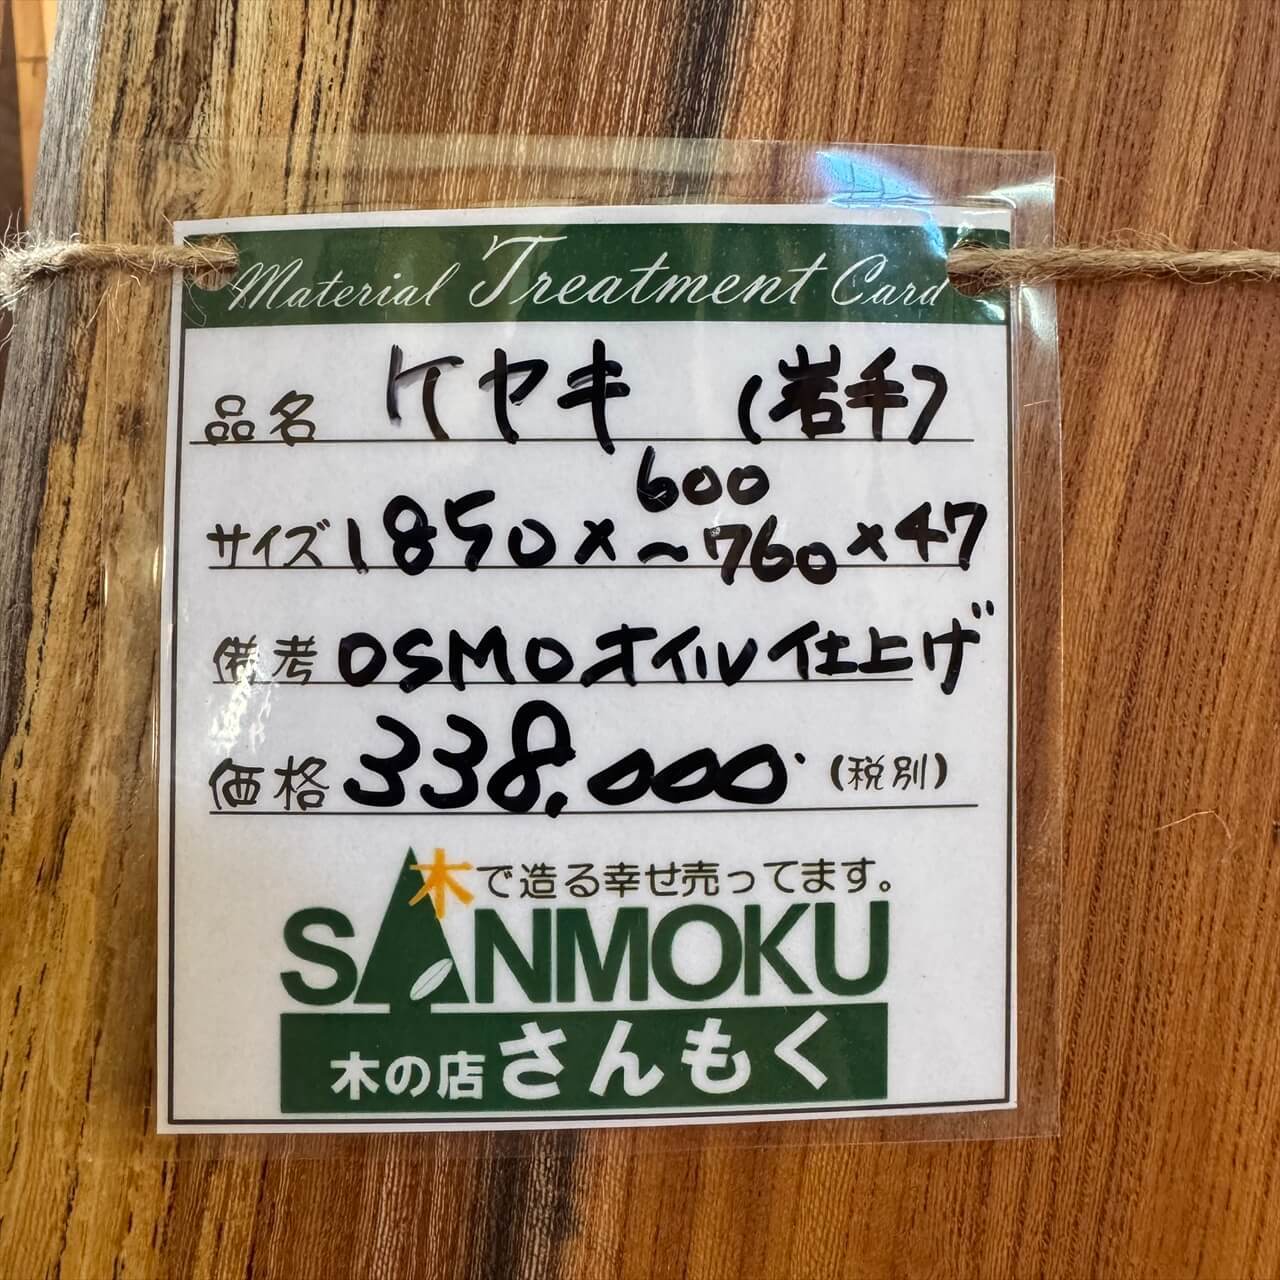 Material Treatment Card
品名 ケヤキ (岩手)
サイズ 1850×600～760×47
備考 OSMOオイル仕上げ
価格 338,000. (税別)
木で造る幸せ売ってます。
SANMOKU
木の店さんもく